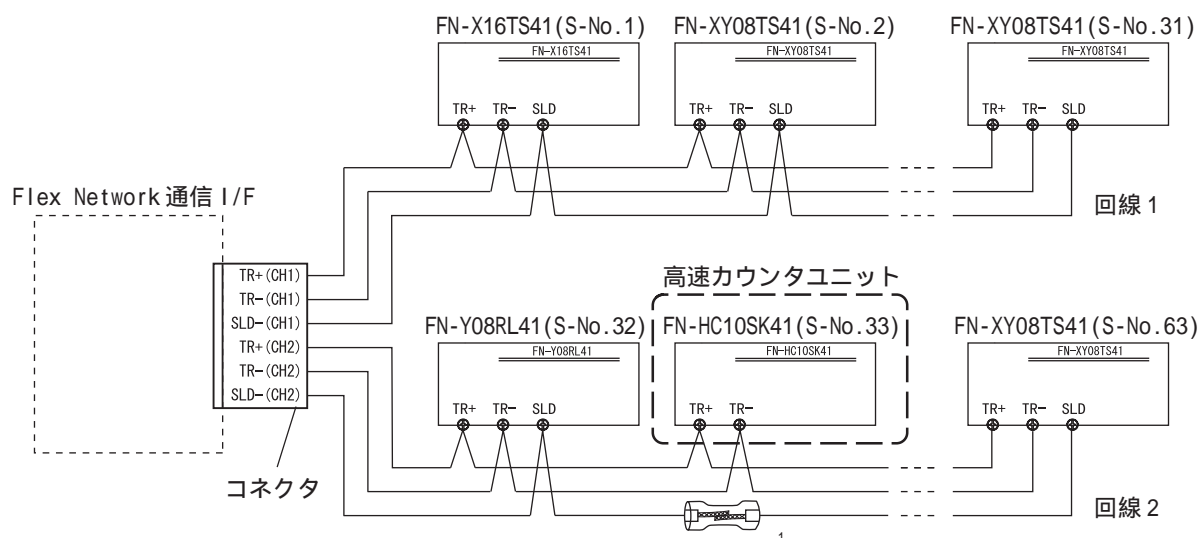 FN-X16TS41(S-No.1) FN-XY08TS41(S-No.2) FN-XY08TS41(S-No.31)
FN-X16TS41 FN-XY08TS41 FN-XY08TS41
TR+ TR- SLD TR+ TR- SLD TR+ TR- SLD
Flex Network通信I/F
回線1
TR+(CH1)
TR-(CH1)
SLD-(CH1)
TR+(CH2)
TR-(CH2)
SLD-(CH2)
コネクタ
高速カウンタユニット
FN-Y08RL41(S-No.32) FN-HC10SK41(S-No.33) FN-XY08TS41(S-No.63)
FN-Y08RL41 FN-HC10SK41 FN-XY08TS41
TR+ TR- SLD TR+ TR- TR+ TR- SLD
回線2
1